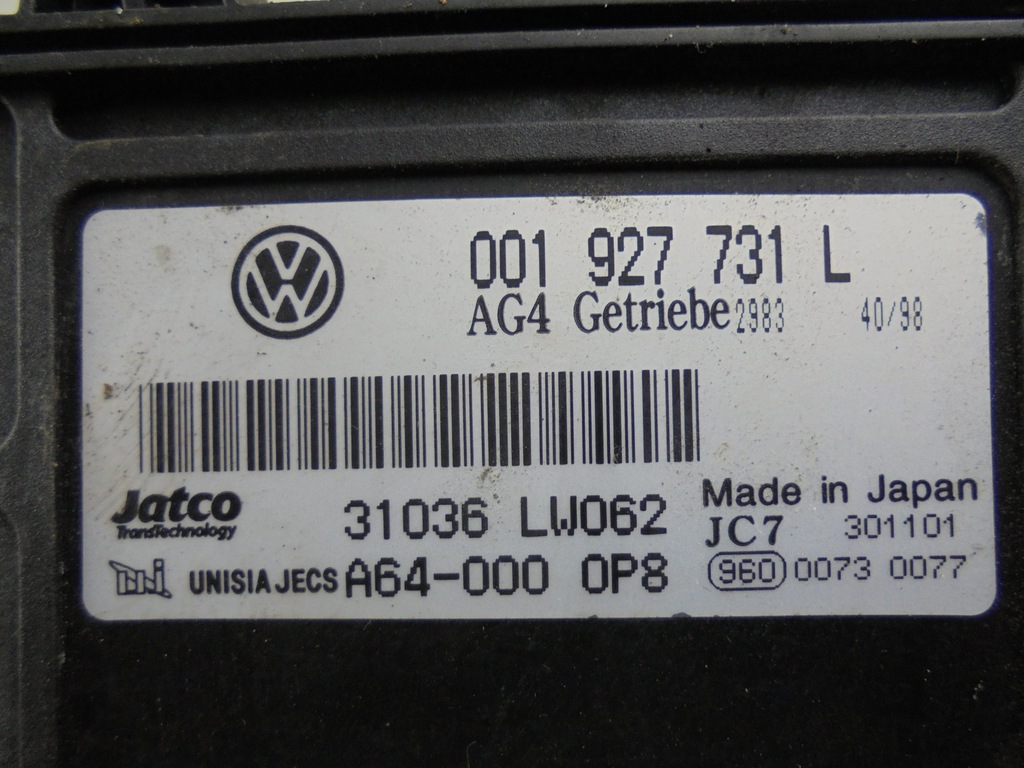 001 927 731 L
AG4 Getriebe 2983 40/98
Jatco
TransTechnology
31036 LW062
Made in Japan
JC7 301101
UNISIA JECS A64-000 0P8
960 0073 0077